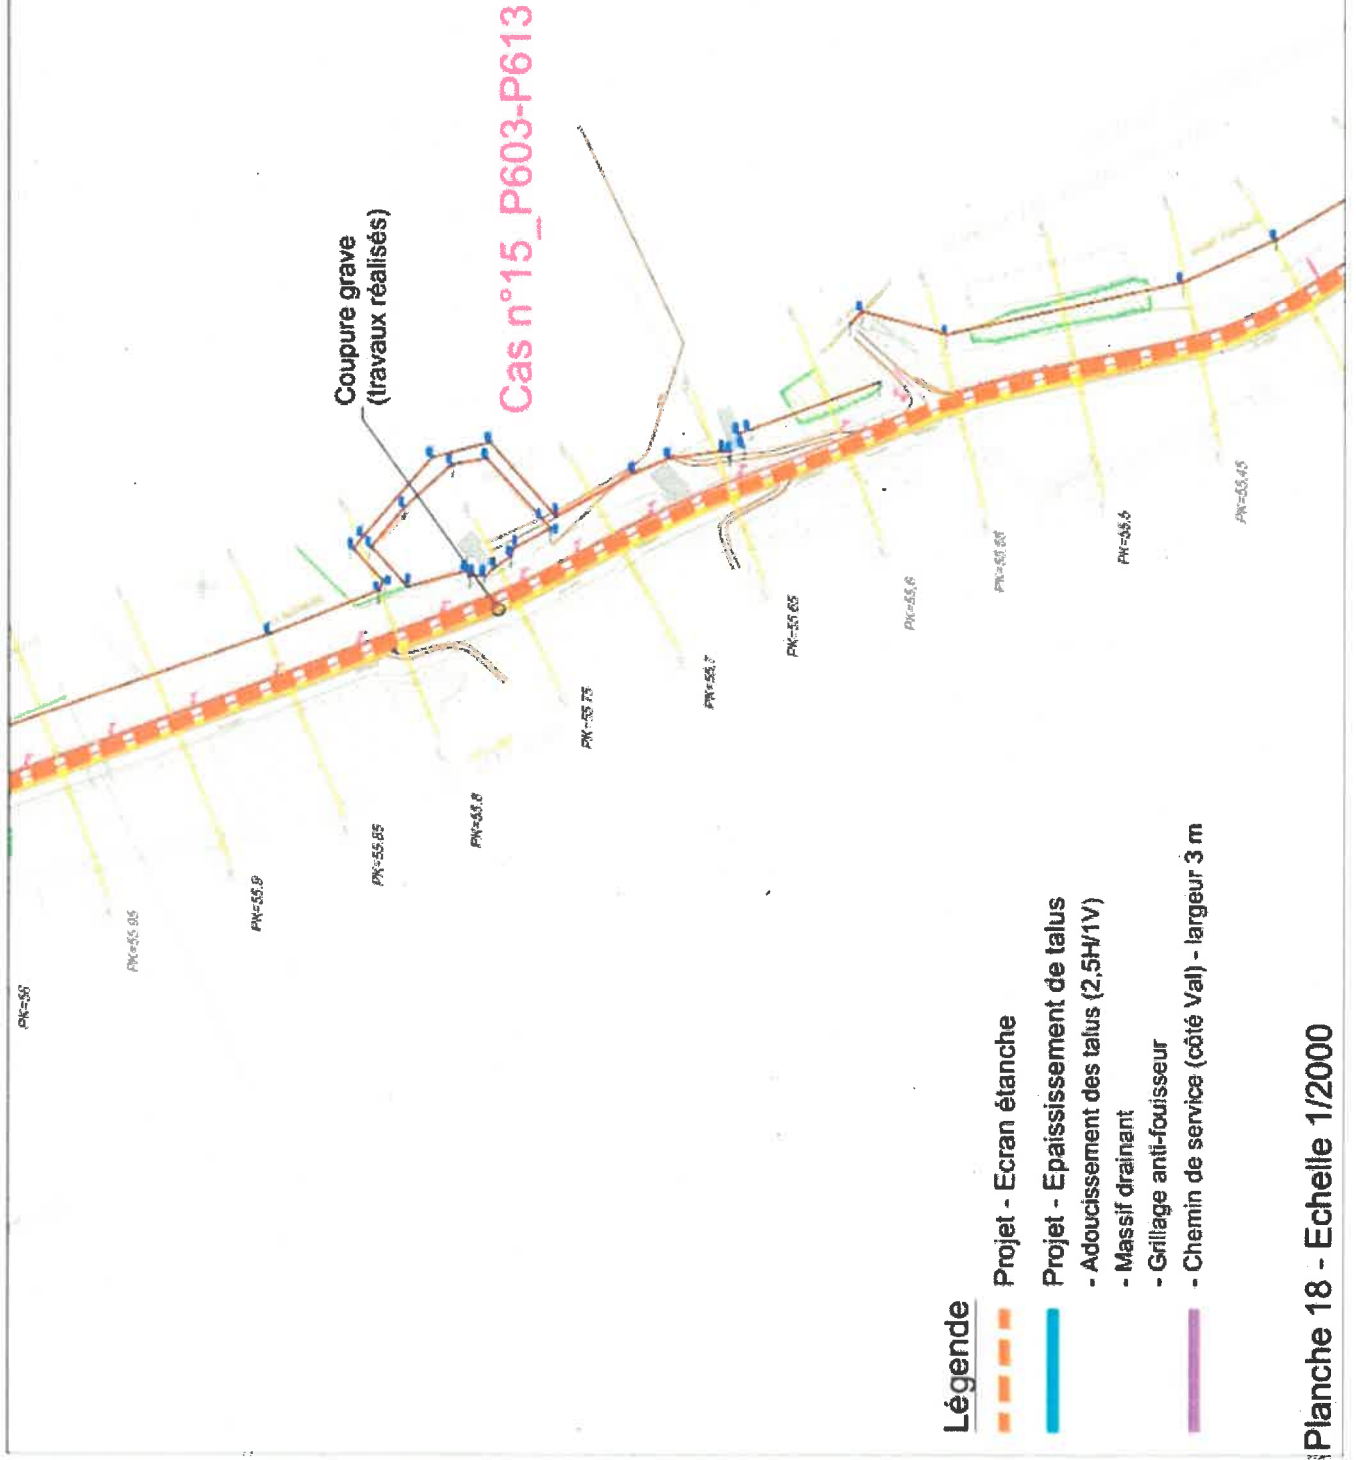 Coupure grave
(travaux réalisés)
Cas n°15_P603-P613
PK=56
PK=55.95
PK=55.9
PK=55.85
PK=55.8
PK=55.75
PK=55.7
PK=55.65
PK=55.6
PK=55.5
PK=55.45
Légende
Projet - Ecran étanche
Projet - Epaississement de talus
- Adoucissement des talus (2,5H/1V)
- Massif drainant
- Grillage anti-fouisseur
- Chemin de service (côté Val) - largeur 3 m
Planche 18 - Echelle 1/2000